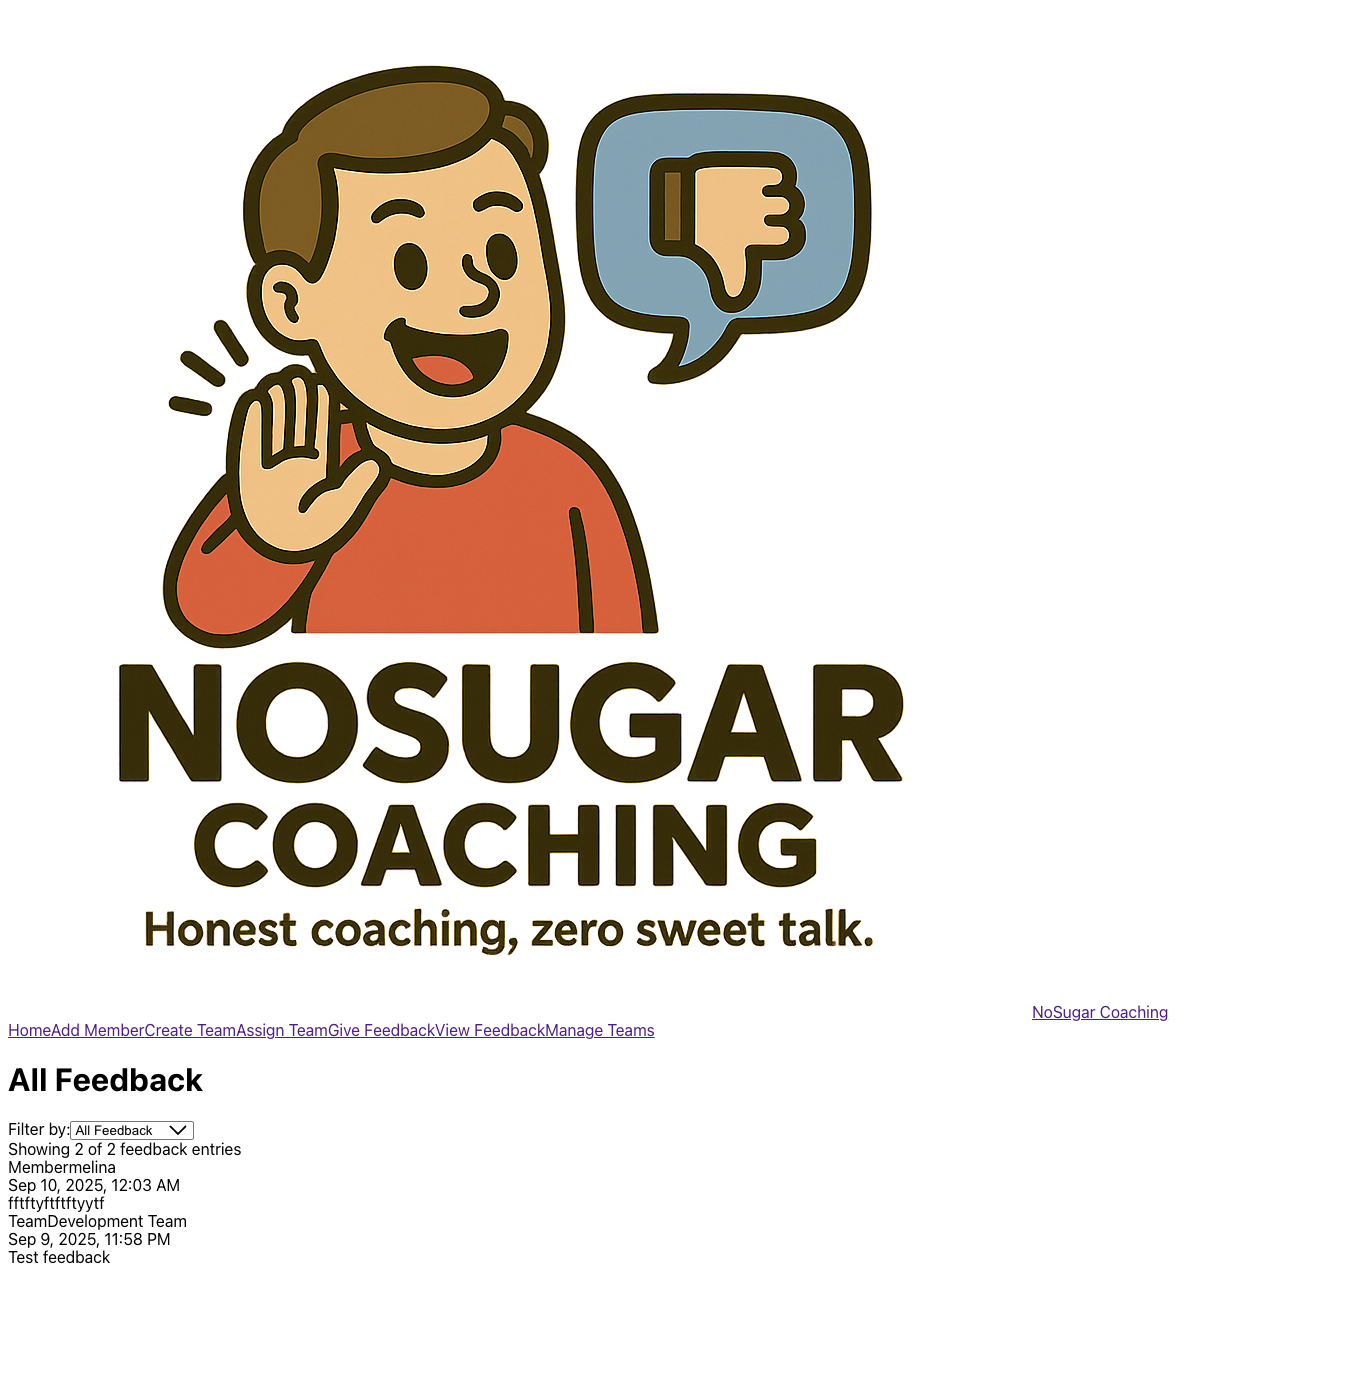 NOSUGAR
COACHING
Honest coaching, zero sweet talk.
NoSugar Coaching
HomeAdd MemberCreate TeamAssign TeamGive FeedbackView FeedbackManage Teams
All Feedback
Filter by:All Feedback
Showing 2 of 2 feedback entries
Membermelina
Sep 10, 2025, 12:03 AM
fftftyftftftyytf
TeamDevelopment Team
Sep 9, 2025, 11:58 PM
Test feedback